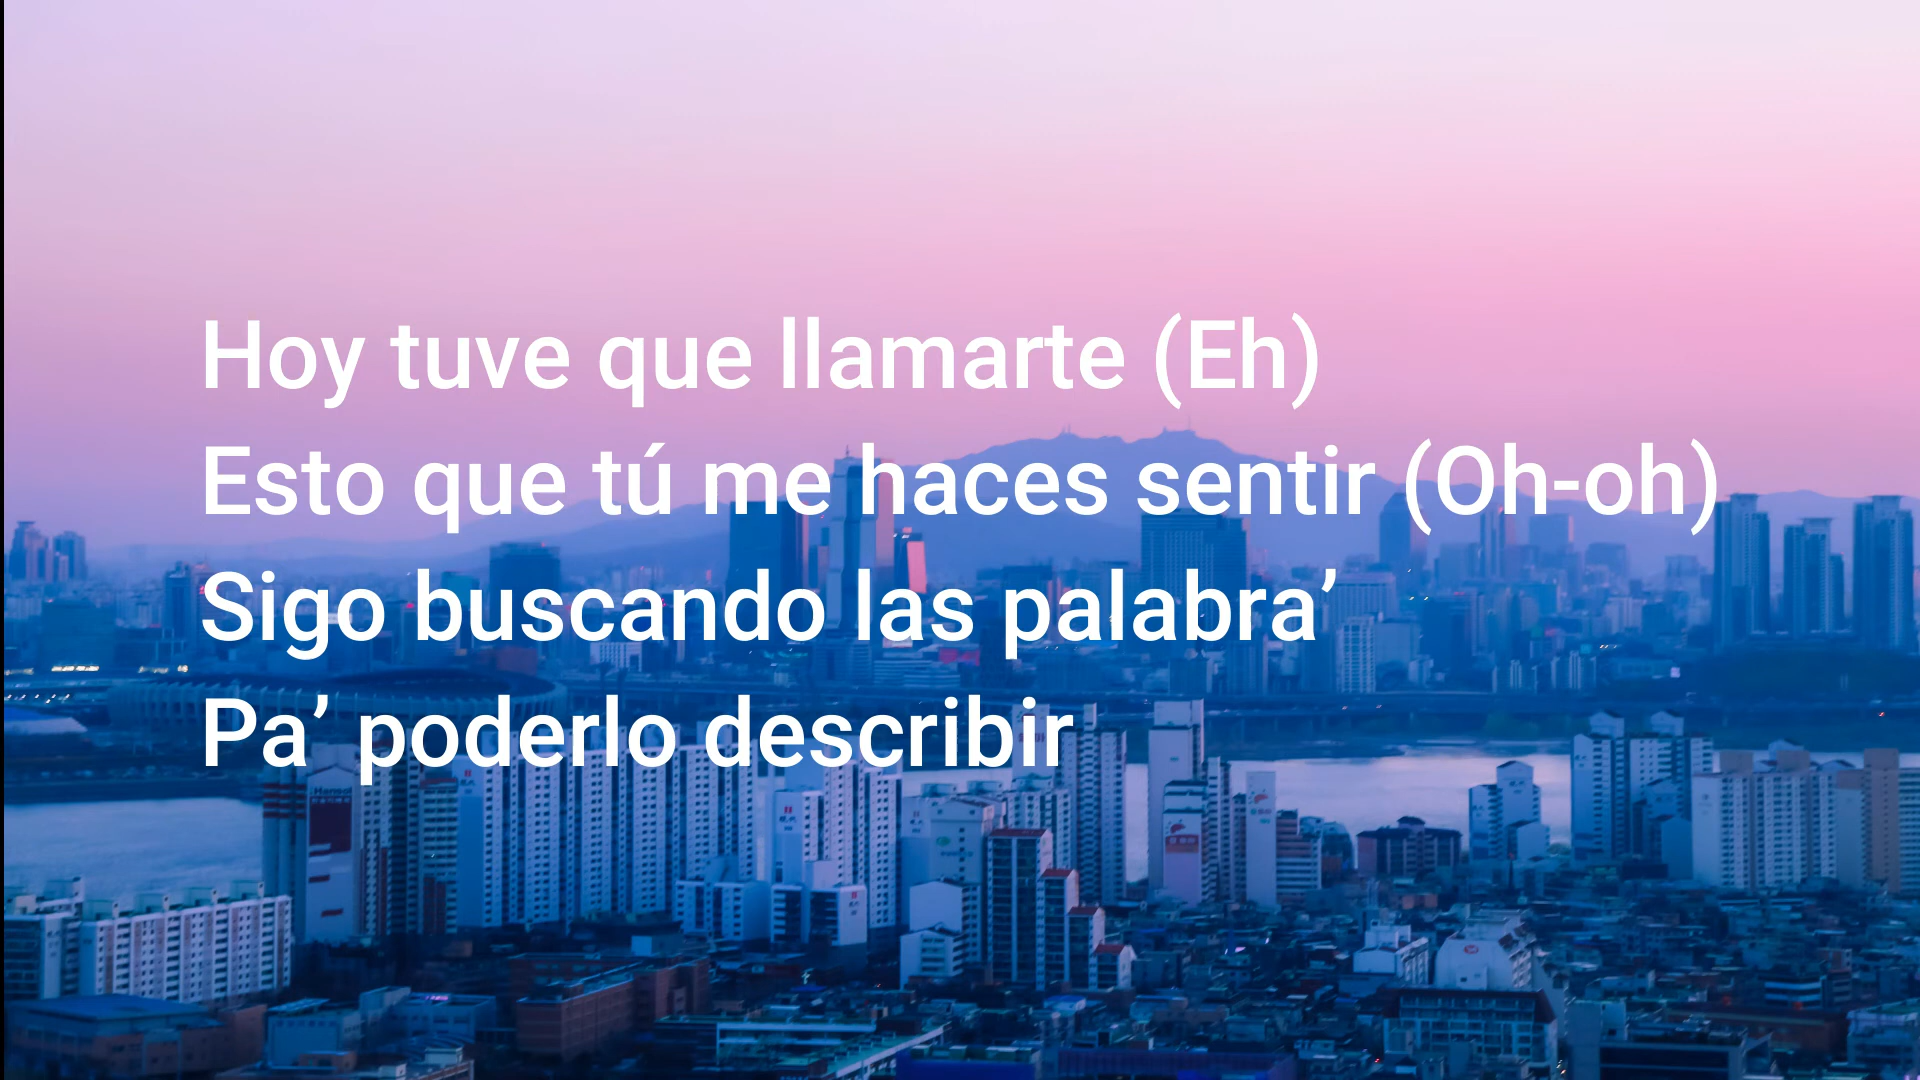 Hoy tuve que llamarte (Eh)
Esto que tú me haces sentir (Oh-oh)
Sigo buscando las palabra’
Pa’ poderlo describir
Hansol